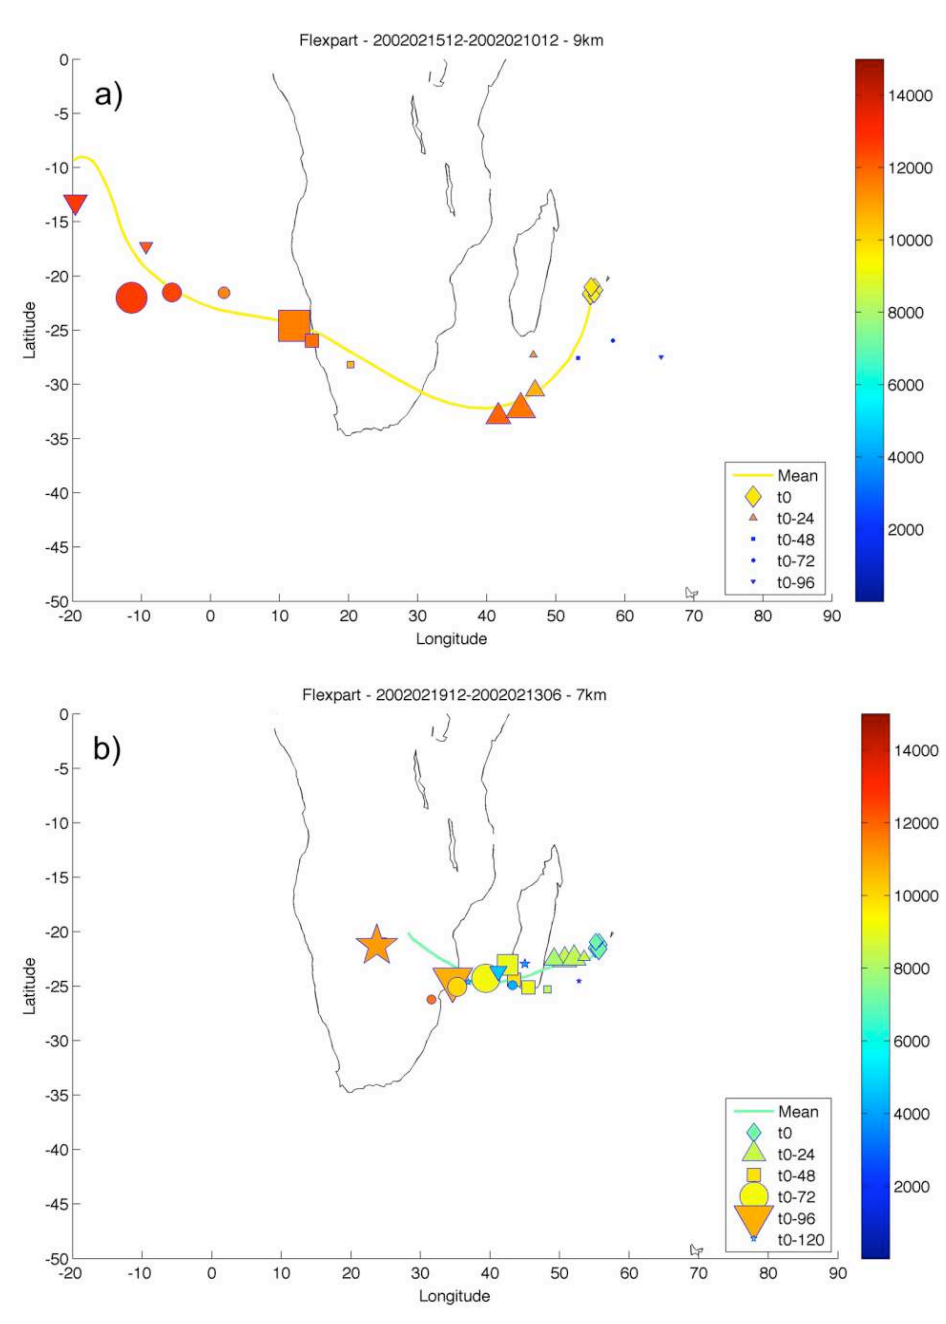 Flexpart - 2002021512-2002021012 - 9km
a)
0
-5
-10
-15
-20
-25
-30
-35
-40
-45
-50
Latitude
-20 -10 0 10 20 30 40 50 60 70 80 90
Longitude
Mean
t0
t0-24
t0-48
t0-72
t0-96
14000
12000
10000
8000
6000
4000
2000
Flexpart - 2002021912-2002021306 - 7km
b)
0
-5
-10
-15
-20
-25
-30
-35
-40
-45
-50
Latitude
-20 -10 0 10 20 30 40 50 60 70 80 90
Longitude
Mean
t0
t0-24
t0-48
t0-72
t0-96
t0-120
14000
12000
10000
8000
6000
4000
2000